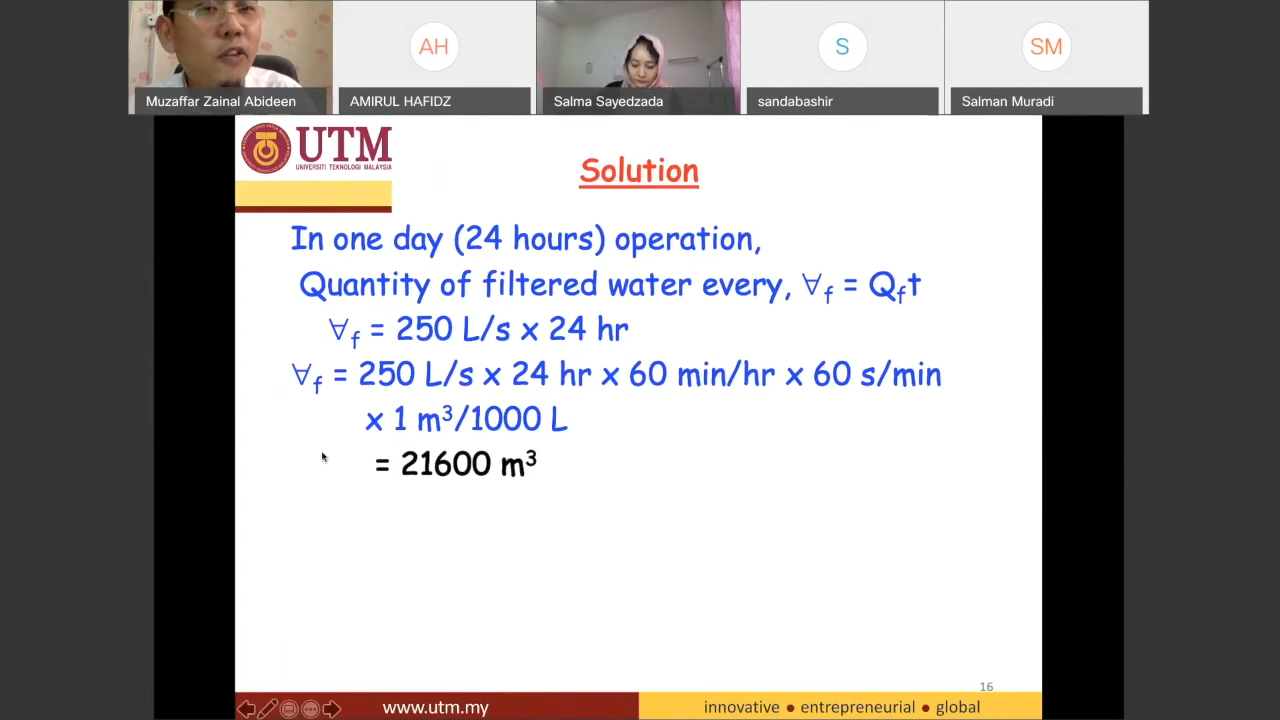 AH
S
SM
Muzaffar Zainal Abideen
AMIRUL HAFIDZ
Salma Sayedzada
sandabashir
Salman Muradi
UTM
UNIVERSITI TEKNOLOGI MALAYSIA
Solution
In one day (24 hours) operation,
Quantity of filtered water every, ∀f = Qft
∀f = 250 L/s x 24 hr
∀f = 250 L/s x 24 hr x 60 min/hr x 60 s/min
x 1 m³/1000 L
= 21600 m³
16
www.utm.my
innovative ● entrepreneurial ● global